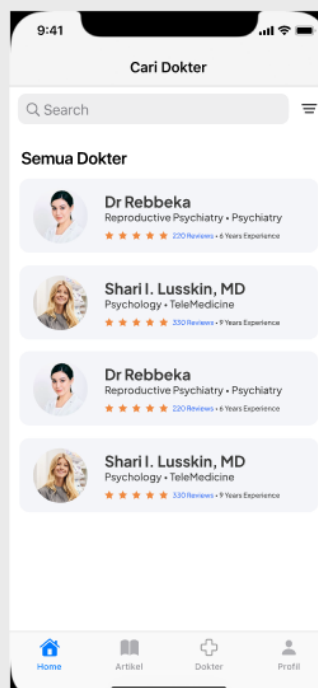 9:41
Cari Dokter
Search
Semua Dokter
Dr Rebbeka
Reproductive Psychiatry • Psychiatry
220 Reviews • 6 Years Experience
Shari I. Lusskin, MD
Psychology • TeleMedicine
330 Reviews • 9 Years Experience
Dr Rebbeka
Reproductive Psychiatry • Psychiatry
220 Reviews • 6 Years Experience
Shari I. Lusskin, MD
Psychology • TeleMedicine
330 Reviews • 9 Years Experience
Home Artikel Dokter Profil